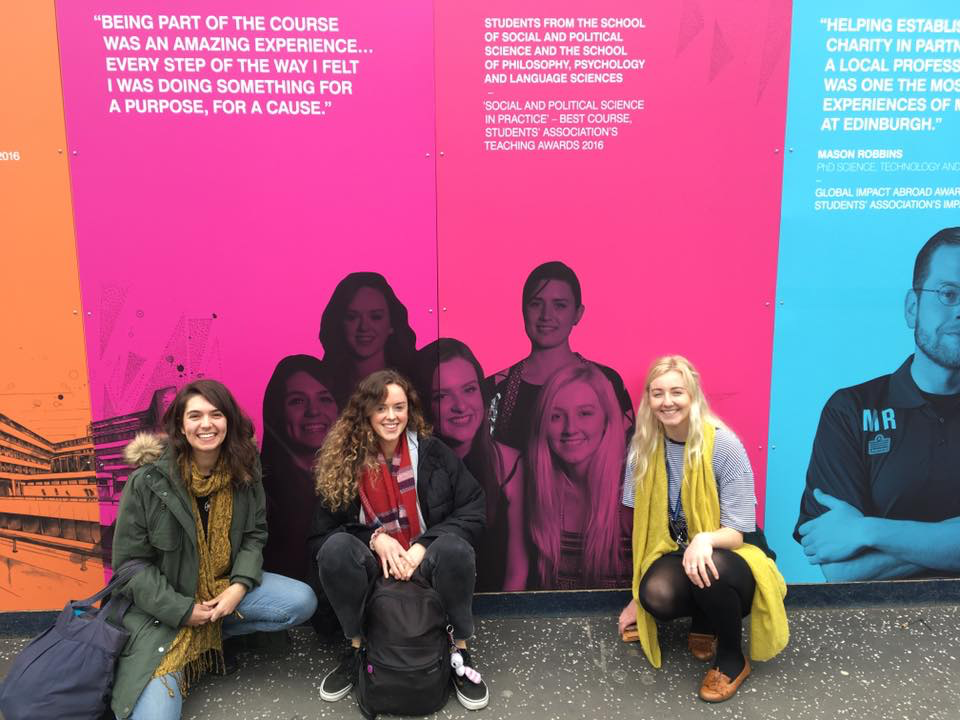 2016
“BEING PART OF THE COURSE
WAS AN AMAZING EXPERIENCE...
EVERY STEP OF THE WAY I FELT
I WAS DOING SOMETHING FOR
A PURPOSE, FOR A CAUSE.”
STUDENTS FROM THE SCHOOL
OF SOCIAL AND POLITICAL
SCIENCE AND THE SCHOOL
OF PHILOSOPHY, PSYCHOLOGY
AND LANGUAGE SCIENCES
–
‘SOCIAL AND POLITICAL SCIENCE
IN PRACTICE’ – BEST COURSE,
STUDENTS’ ASSOCIATION’S
TEACHING AWARDS 2016
“HELPING ESTABLIS
CHARITY IN PARTN
A LOCAL PROFESS
WAS ONE THE MOS
EXPERIENCES OF M
AT EDINBURGH.”
MASON ROBBINS
PhD SCIENCE, TECHNOLOGY AND
–
GLOBAL IMPACT ABROAD AWAR
STUDENTS’ ASSOCIATION’S IMPA
MR